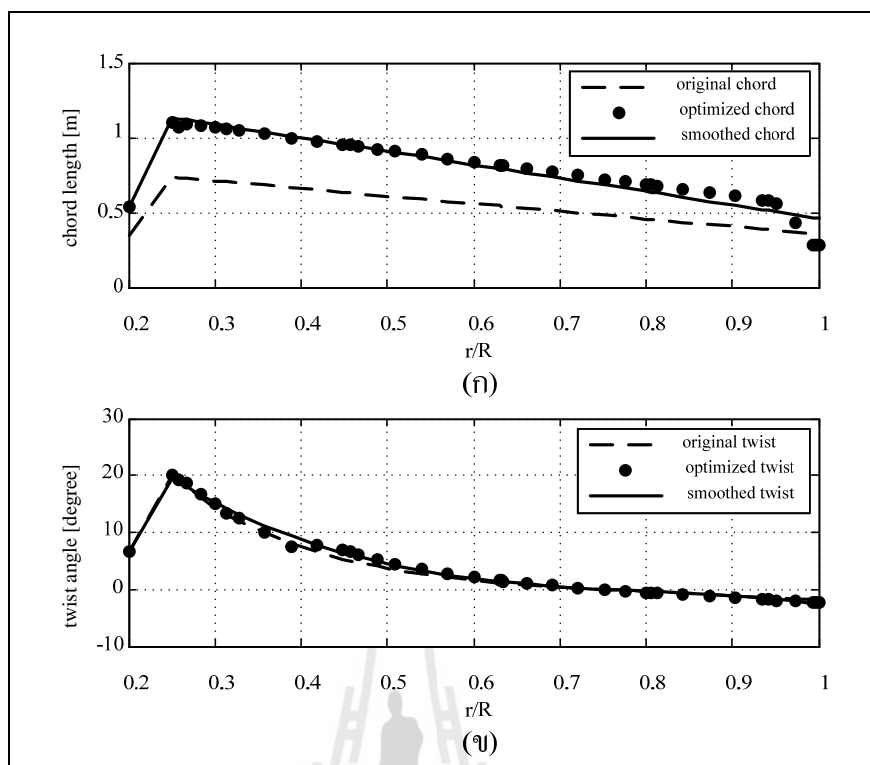 1.5
1
0.5
0
chord length [m]
original chord
optimized chord
smoothed chord
0.2 0.3 0.4 0.5 0.6 0.7 0.8 0.9 1
r/R
(ก)
30
20
10
0
-10
twist angle [degree]
original twist
optimized twist
smoothed twist
0.2 0.3 0.4 0.5 0.6 0.7 0.8 0.9 1
r/R
(ข)